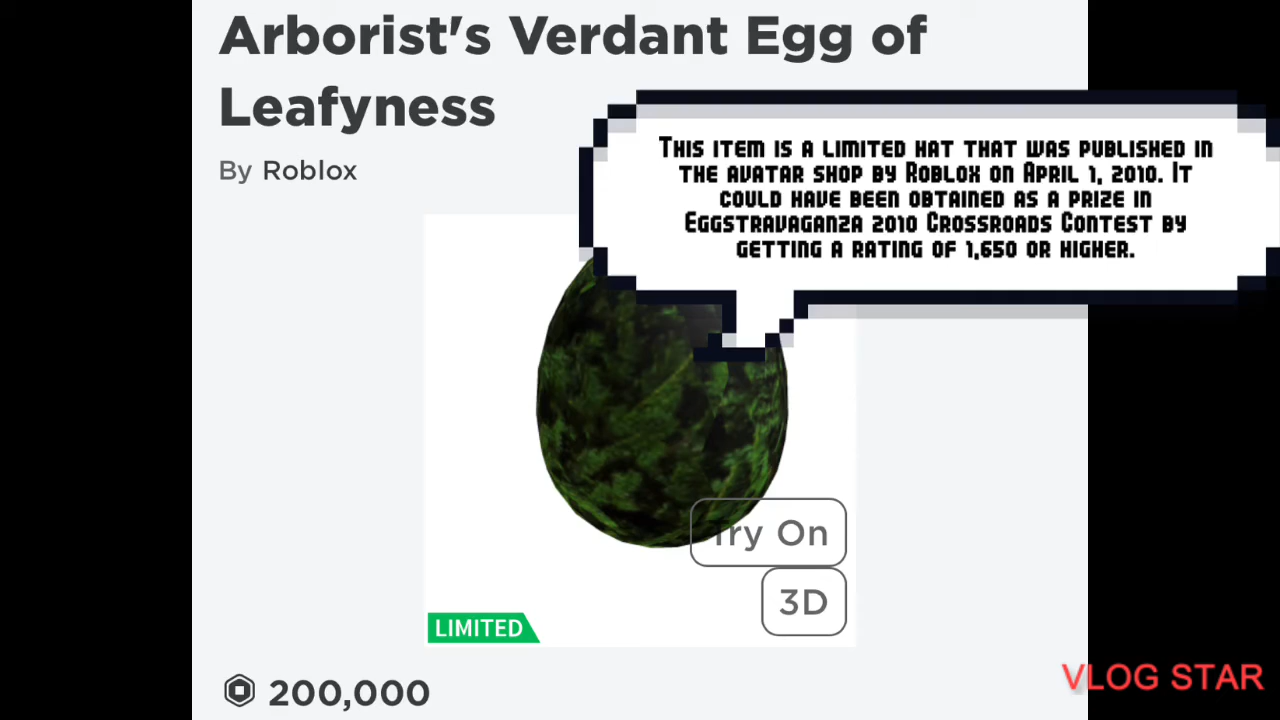 Arborist's Verdant Egg of
Leafyness
By Roblox
This item is a limited hat that was published in
the avatar shop by Roblox on April 1, 2010. It
could have been obtained as a prize in
Eggstravaganza 2010 Crossroads Contest by
getting a rating of 1,650 or higher.
Try On
3D
LIMITED
200,000
VLOG STAR